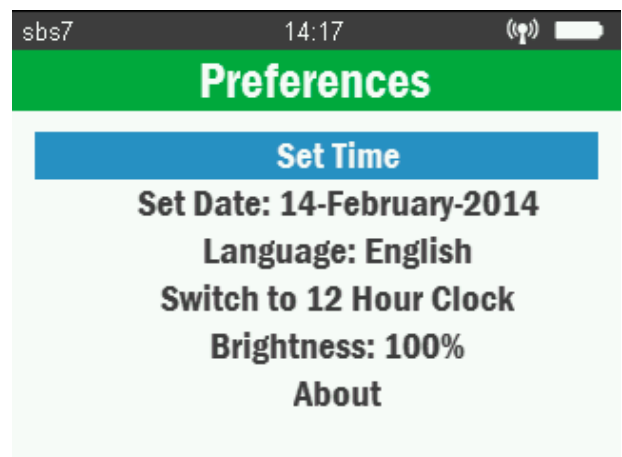 sbs7 14:17
Preferences
Set Time
Set Date: 14-February-2014
Language: English
Switch to 12 Hour Clock
Brightness: 100%
About